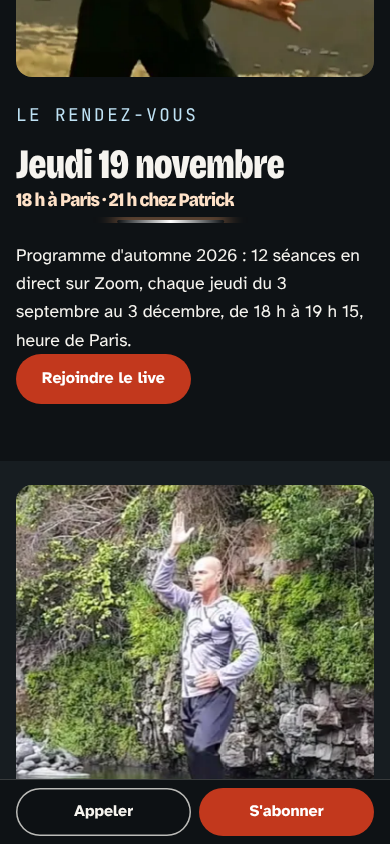 LE RENDEZ-VOUS
Jeudi 19 novembre
18 h à Paris · 21 h chez Patrick
Programme d'automne 2026 : 12 séances en
direct sur Zoom, chaque jeudi du 3
septembre au 3 décembre, de 18 h à 19 h 15,
heure de Paris.
Rejoindre le live
Appeler
S'abonner